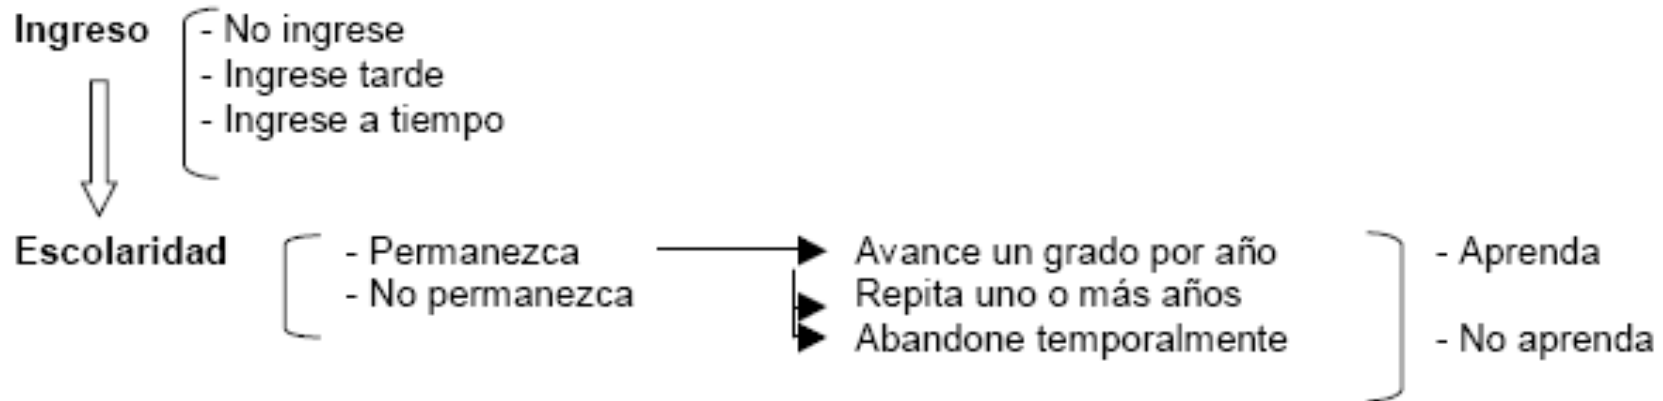 Ingreso - No ingrese
- Ingrese tarde
- Ingrese a tiempo
Escolaridad - Permanezca Avance un grado por año - Aprenda
- No permanezca Repita uno o más años
Abandone temporalmente - No aprenda